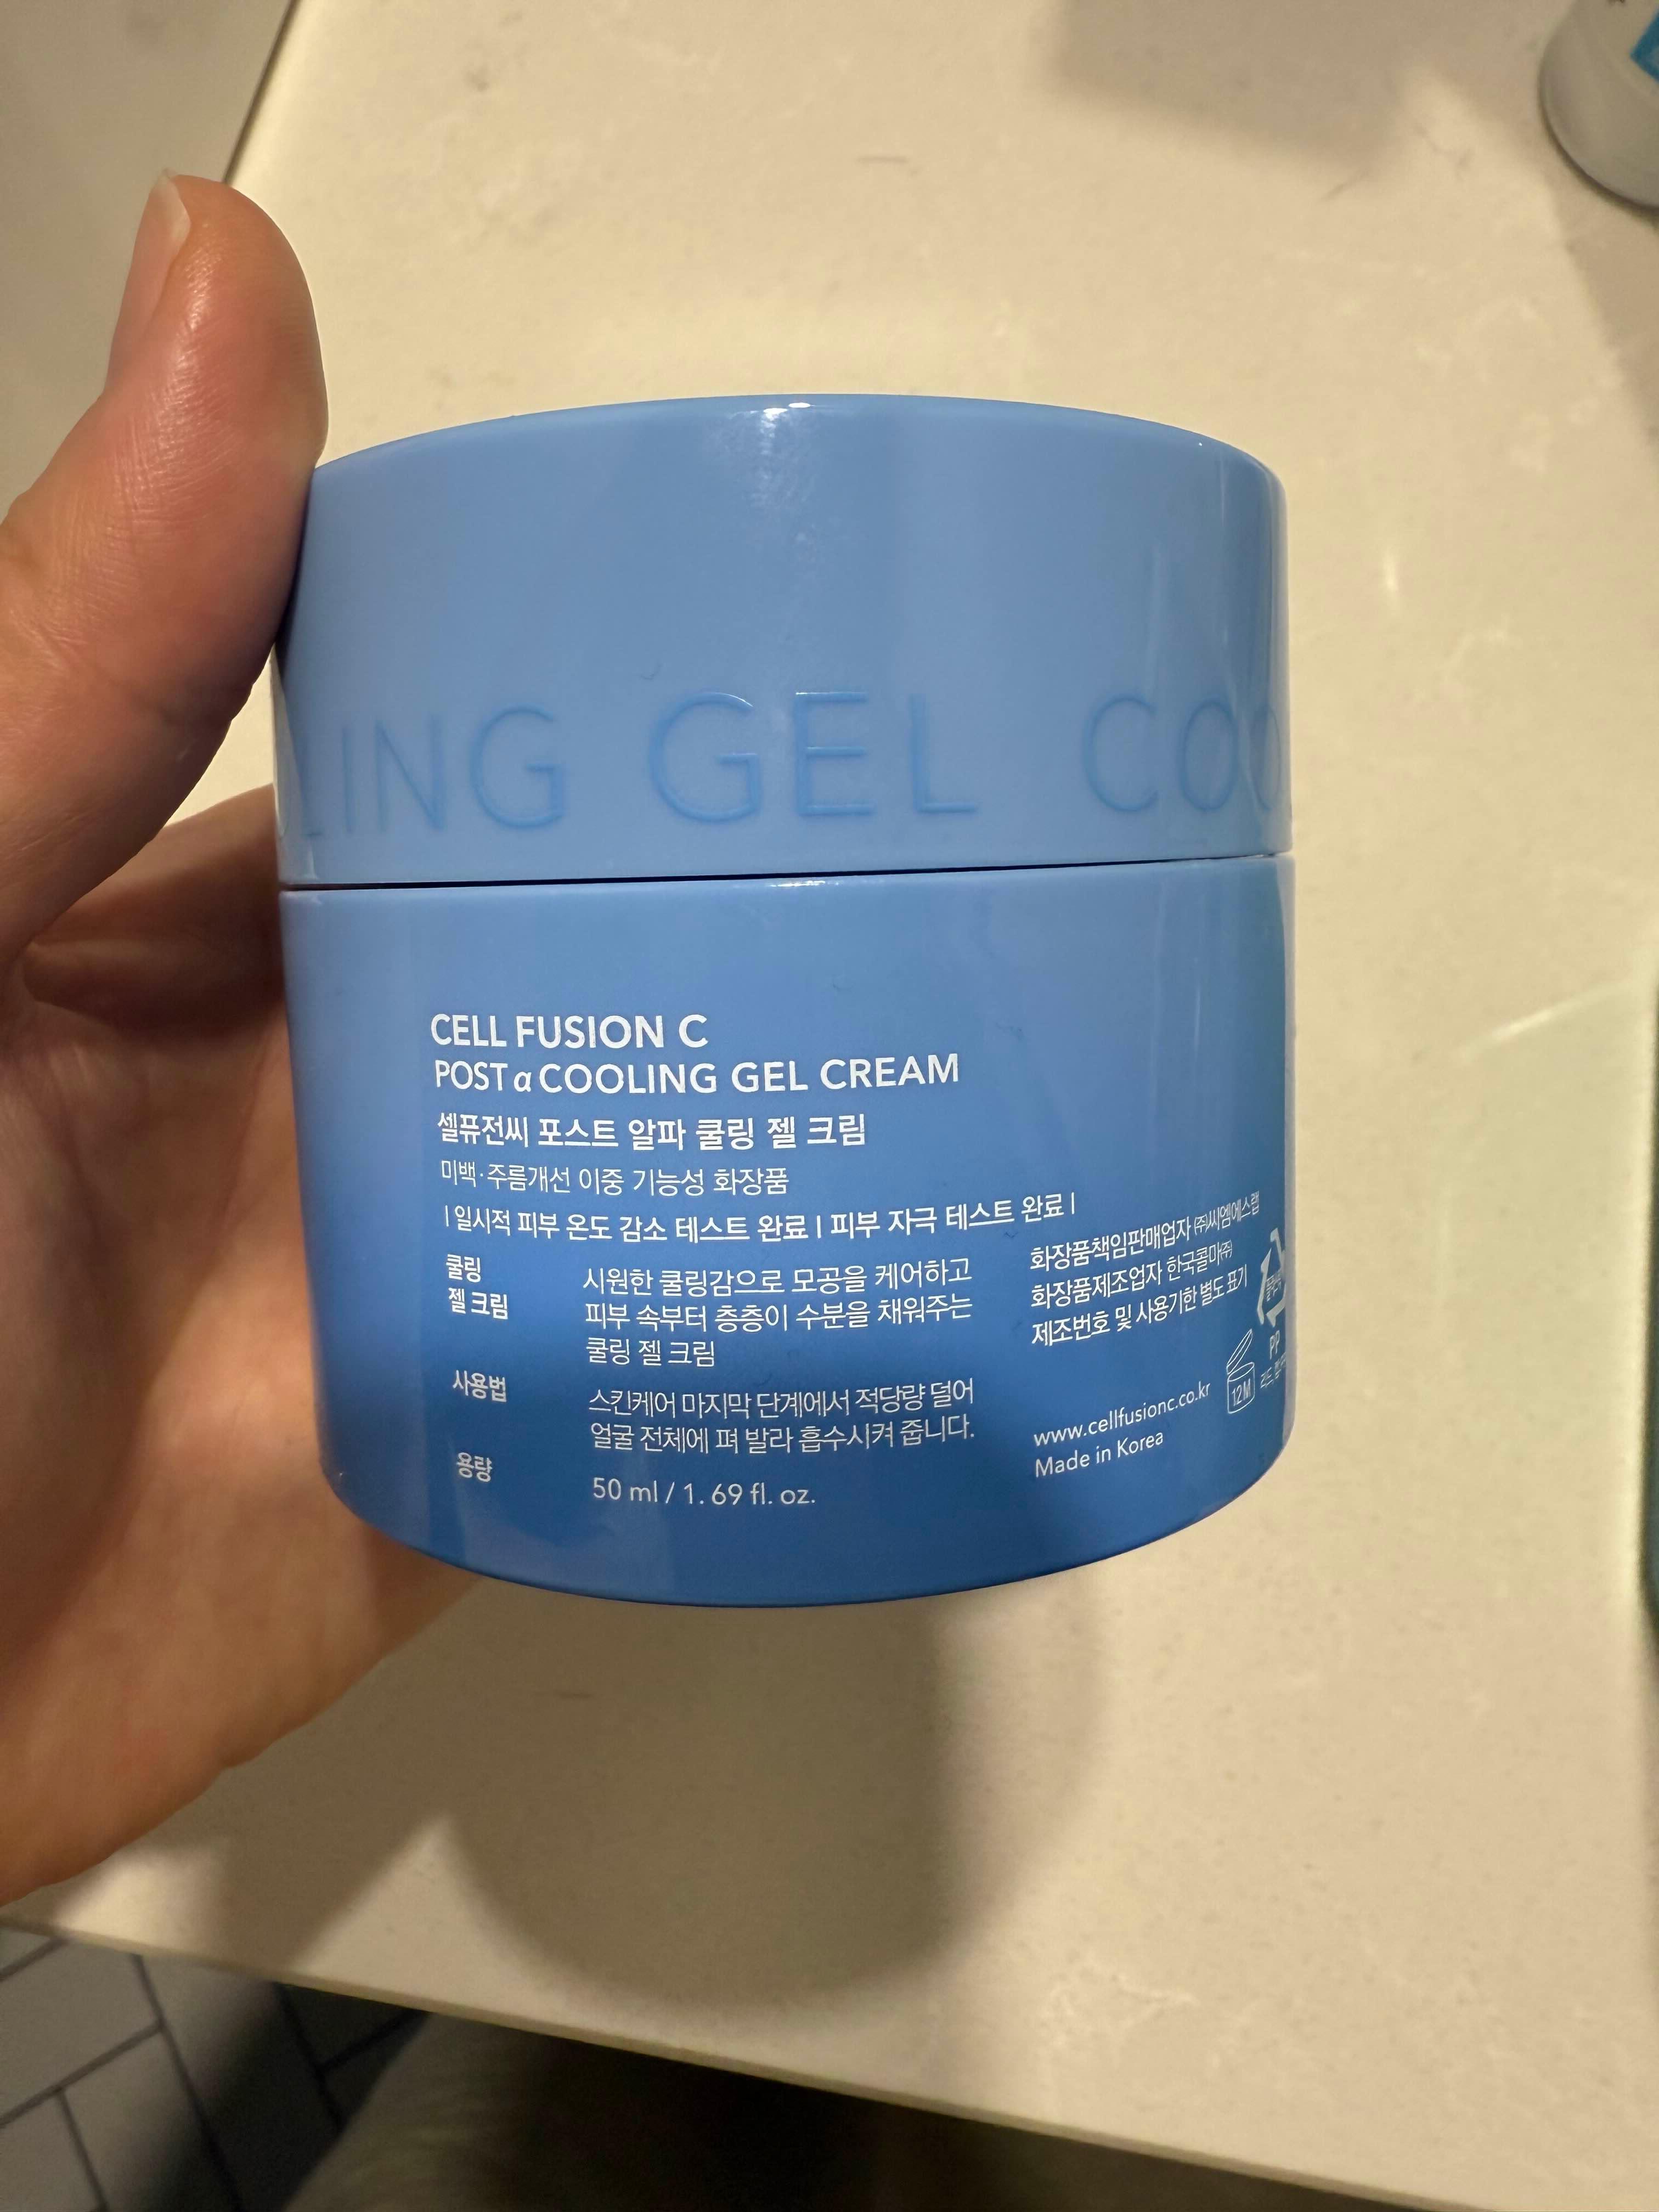 LING GEL COO
CELL FUSION C
POST α COOLING GEL CREAM
셀퓨전씨 포스트 알파 쿨링 젤 크림
미백·주름개선 이중 기능성 화장품
| 일시적 피부 온도 감소 테스트 완료 | 피부 자극 테스트 완료 |
쿨링
젤 크림
시원한 쿨링감으로 모공을 케어하고
피부 속부터 층층이 수분을 채워주는
쿨링 젤 크림
사용법
스킨케어 마지막 단계에서 적당량 덜어
얼굴 전체에 펴 발라 흡수시켜 줍니다.
용량
50 ml / 1. 69 fl. oz.
화장품책임판매업자 ㈜씨엠에스랩
화장품제조업자 한국콜마㈜
제조번호 및 사용기한 별도 표기
www.cellfusionc.co.kr
Made in Korea
12M
PP